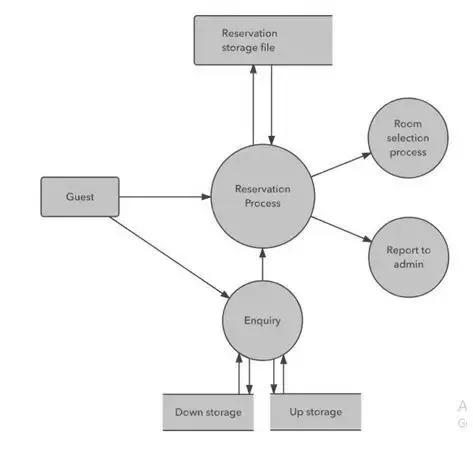 Reservation
storage file
Room
selection
process
Guest
Reservation
Process
Report to
admin
Enquiry
Down storage
Up storage